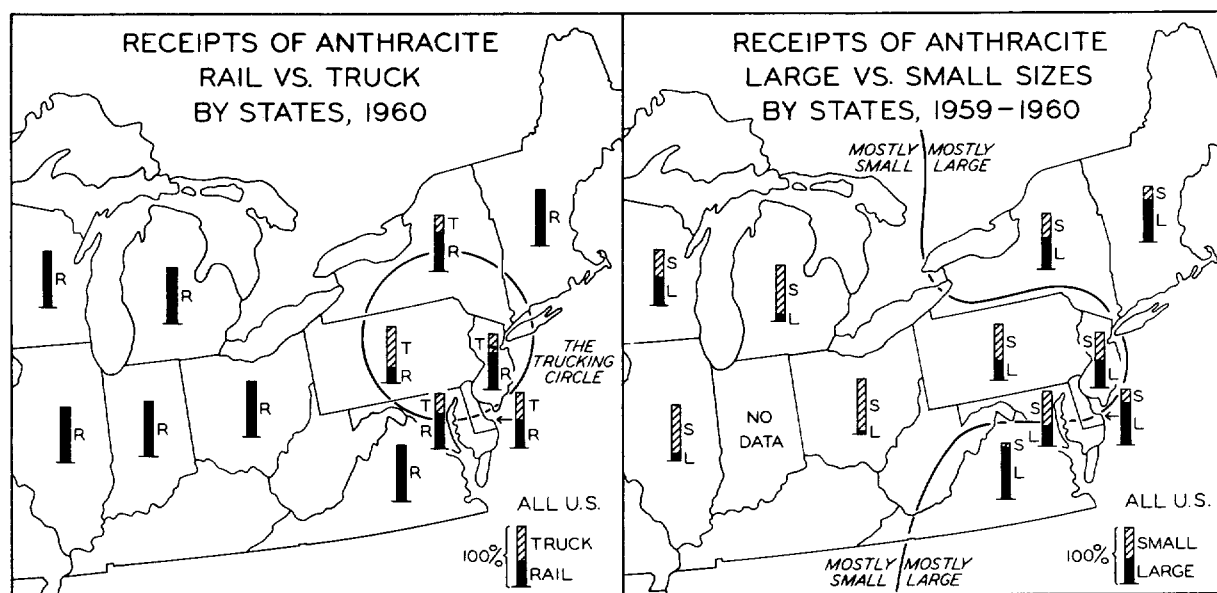 RECEIPTS OF ANTHRACITE
RAIL VS. TRUCK
BY STATES, 1960
R
R
T
R
R
T
R
T
R
THE
TRUCKING
CIRCLE
R
R
R
T
R
T
R
R
ALL U.S.
100%
TRUCK
RAIL
RECEIPTS OF ANTHRACITE
LARGE VS. SMALL SIZES
BY STATES, 1959-1960
MOSTLY MOSTLY
SMALL LARGE
S
L
S
L
S
L
S
L
S
L
S
L
S
L
NO
DATA
S
L
S
L
S
L
S
L
ALL U.S.
100%
SMALL
LARGE
MOSTLY MOSTLY
SMALL LARGE